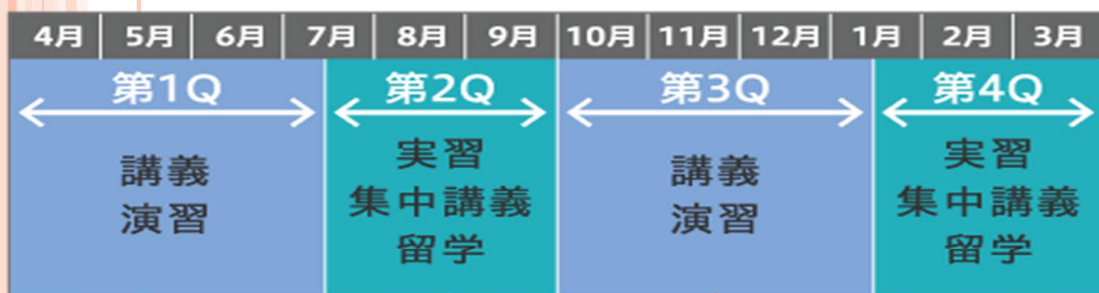 4月 5月 6月 7月 8月 9月 10月 11月 12月 1月 2月 3月
第1Q 第2Q 第3Q 第4Q
講義
演習
実習
集中講義
留学
講義
演習
実習
集中講義
留学